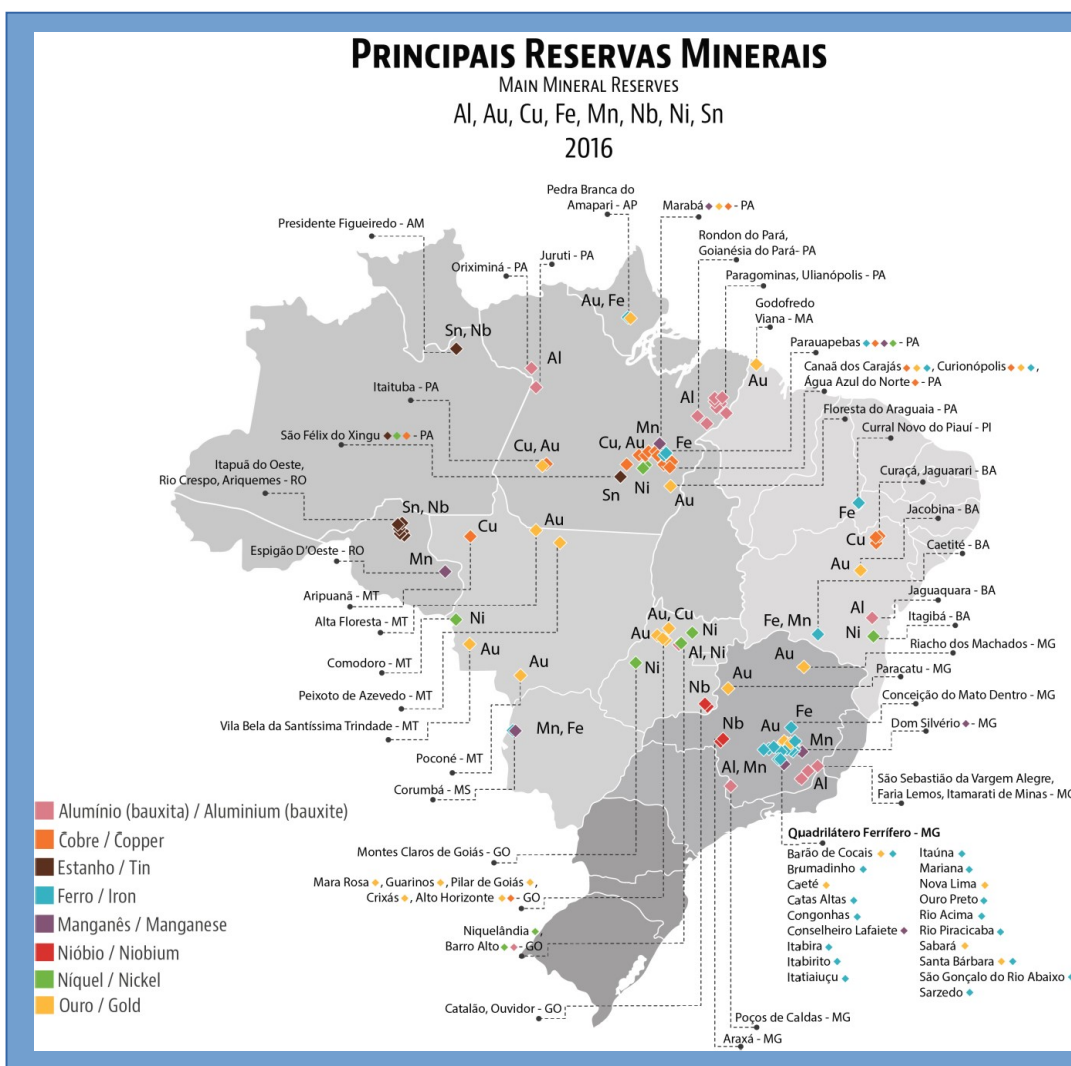 PRINCIPAIS RESERVAS MINERAIS
MAIN MINERAL RESERVES
Al, Au, Cu, Fe, Mn, Nb, Ni, Sn
2016
Pedra Branca do
Amapari - AP
Marabá - PA
Presidente Figueiredo - AM
Rondon do Pará,
Goianésia do Pará- PA
Juruti - PA
Oriximiná - PA
Paragominas, Ulianópolis - PA
Godofredo
Viana - MA
Au, Fe
Sn, Nb
Parauapebas - PA
Al
Canaã dos Carajás , Curionópolis ,
Água Azul do Norte - PA
Au
Itaituba - PA
Al
Floresta do Araguaia - PA
Mn
São Félix do Xingu - PA
Cu, Au
Cu, Au
Fe
Curral Novo do Piauí - PI
Itapuã do Oeste,
Rio Crespo, Ariquemes - RO
Sn
Ni
Au
Curaçá, Jaguarari - BA
Sn, Nb
Cu
Au
Fe
Jacobina - BA
Cu
Espigão D'Oeste - RO
Mn
Au
Caetité - BA
Aripuanã - MT
Jaguaquara - BA
Alta Floresta - MT
Ni
Au, Cu
Au
Ni
Fe, Mn
Al
Ni
Itagibá - BA
Al, Ni
Riacho dos Machados - MG
Comodoro - MT
Au
Au
Ni
Au
Au
Paracatu - MG
Peixoto de Azevedo - MT
Nb
Conceição do Mato Dentro - MG
Vila Bela da Santíssima Trindade - MT
Mn, Fe
Nb
Au
Fe
Mn
Dom Silvério - MG
Poconé - MT
Al, Mn
Al
Corumbá - MS
São Sebastião da Vargem Alegre,
Faria Lemos, Itamarati de Minas - MG
Alumínio (bauxita) / Aluminium (bauxite)
Cobre / Copper
Estanho / Tin
Ferro / Iron
Manganês / Manganese
Nióbio / Niobium
Níquel / Nickel
Ouro / Gold
Montes Claros de Goiás - GO
Mara Rosa , Guarinos , Pilar de Goiás ,
Crixás , Alto Horizonte - GO
Niquelândia ,
Barro Alto - GO
Catalão, Ouvidor - GO
Poços de Caldas - MG
Araxá - MG
Quadrilátero Ferrífero - MG
Barão de Cocais
Brumadinho
Caeté
Catas Altas
Congonhas
Conselheiro Lafaiete
Itabira
Itabirito
Itatiaiuçu
Itaúna
Mariana
Nova Lima
Ouro Preto
Rio Acima
Rio Piracicaba
Sabará
Santa Bárbara
São Gonçalo do Rio Abaixo
Sarzedo